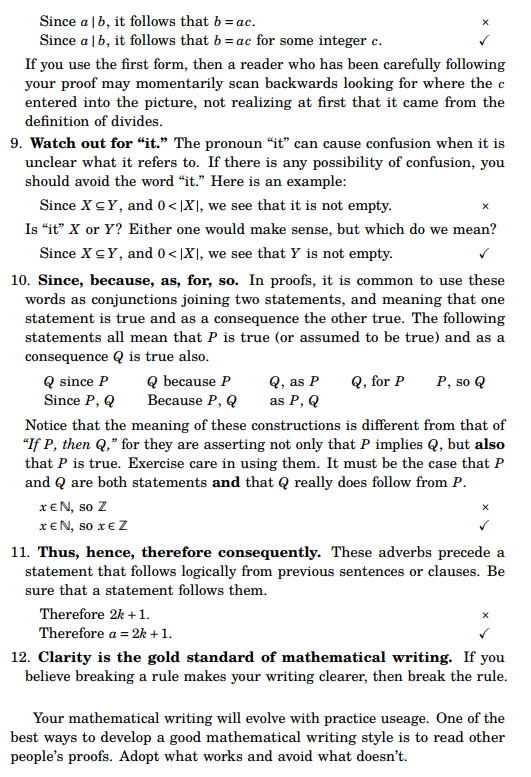 Since a | b, it follows that b = ac. ×
Since a | b, it follows that b = ac for some integer c. ✓
If you use the first form, then a reader who has been carefully following
your proof may momentarily scan backwards looking for where the c
entered into the picture, not realizing at first that it came from the
definition of divides.
9. Watch out for “it.” The pronoun “it” can cause confusion when it is
unclear what it refers to. If there is any possibility of confusion, you
should avoid the word “it.” Here is an example:
Since X ⊆ Y, and 0 < |X|, we see that it is not empty. ×
Is “it” X or Y? Either one would make sense, but which do we mean?
Since X ⊆ Y, and 0 < |X|, we see that Y is not empty. ✓
10. Since, because, as, for, so. In proofs, it is common to use these
words as conjunctions joining two statements, and meaning that one
statement is true and as a consequence the other true. The following
statements all mean that P is true (or assumed to be true) and as a
consequence Q is true also.
Q since P Q because P Q, as P Q, for P P, so Q
Since P, Q Because P, Q as P, Q
Notice that the meaning of these constructions is different from that of
“If P, then Q,” for they are asserting not only that P implies Q, but also
that P is true. Exercise care in using them. It must be the case that P
and Q are both statements and that Q really does follow from P.
x ∈ ℕ, so ℤ ×
x ∈ ℕ, so x ∈ ℤ ✓
11. Thus, hence, therefore consequently. These adverbs precede a
statement that follows logically from previous sentences or clauses. Be
sure that a statement follows them.
Therefore 2k + 1. ×
Therefore a = 2k + 1. ✓
12. Clarity is the gold standard of mathematical writing. If you
believe breaking a rule makes your writing clearer, then break the rule.
Your mathematical writing will evolve with practice useage. One of the
best ways to develop a good mathematical writing style is to read other
people’s proofs. Adopt what works and avoid what doesn’t.